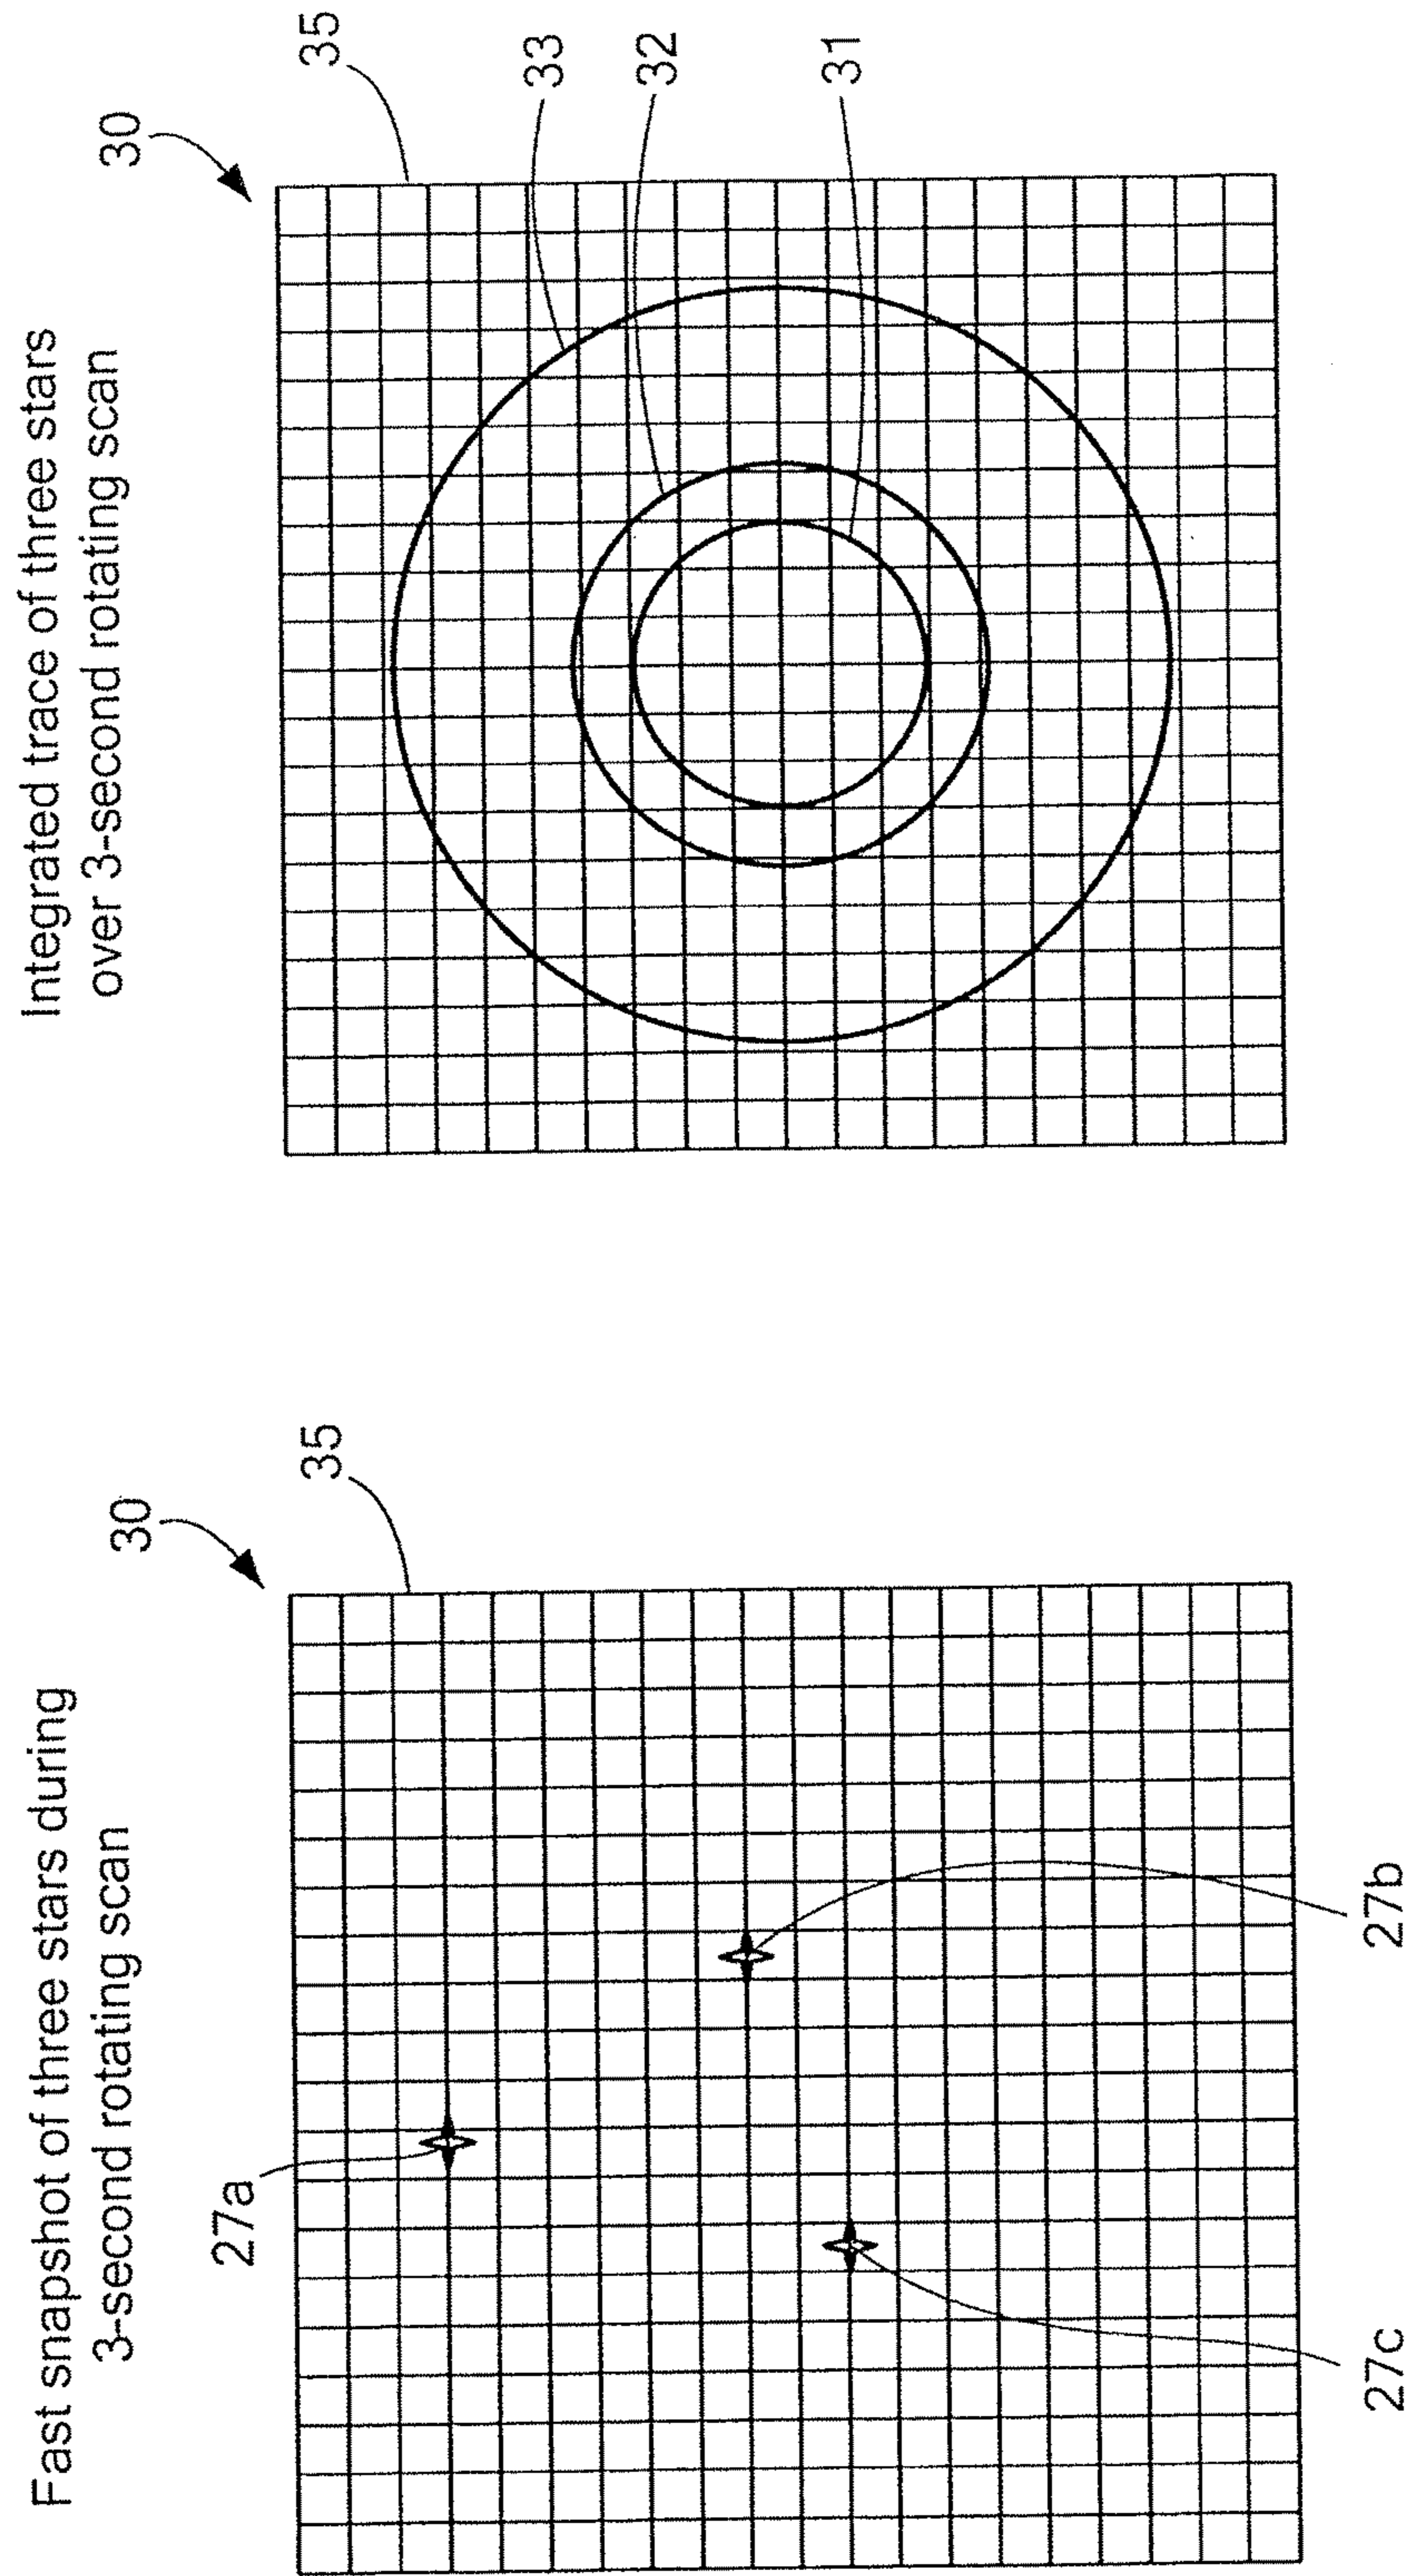 Fast snapshot of three stars during
3-second rotating scan
30
35
27a
27b
27c
Integrated trace of three stars
over 3-second rotating scan
30
35
33
32
31